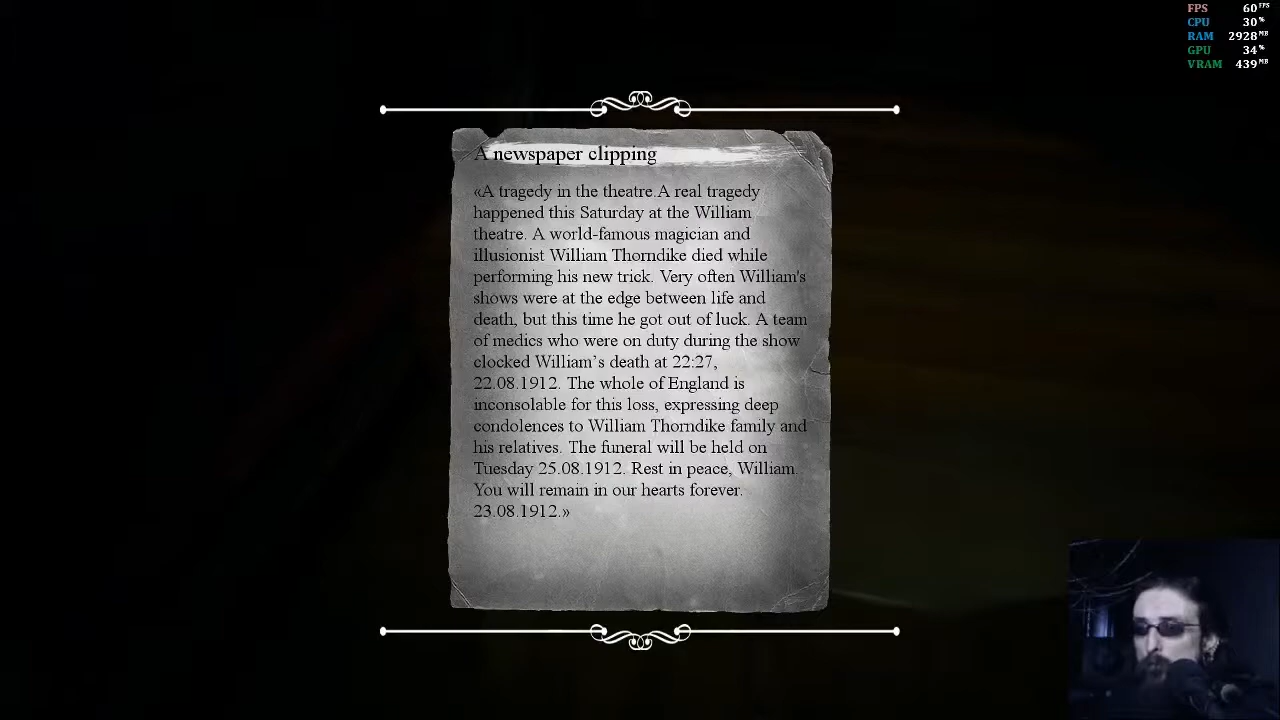 FPS 60 FPS
CPU 30 %
RAM 2928 MB
GPU 34 %
VRAM 439 MB
A newspaper clipping
«A tragedy in the theatre.A real tragedy
happened this Saturday at the William
theatre. A world-famous magician and
illusionist William Thorndike died while
performing his new trick. Very often William's
shows were at the edge between life and
death, but this time he got out of luck. A team
of medics who were on duty during the show
clocked William’s death at 22:27,
22.08.1912. The whole of England is
inconsolable for this loss, expressing deep
condolences to William Thorndike family and
his relatives. The funeral will be held on
Tuesday 25.08.1912. Rest in peace, William.
You will remain in our hearts forever.
23.08.1912.»